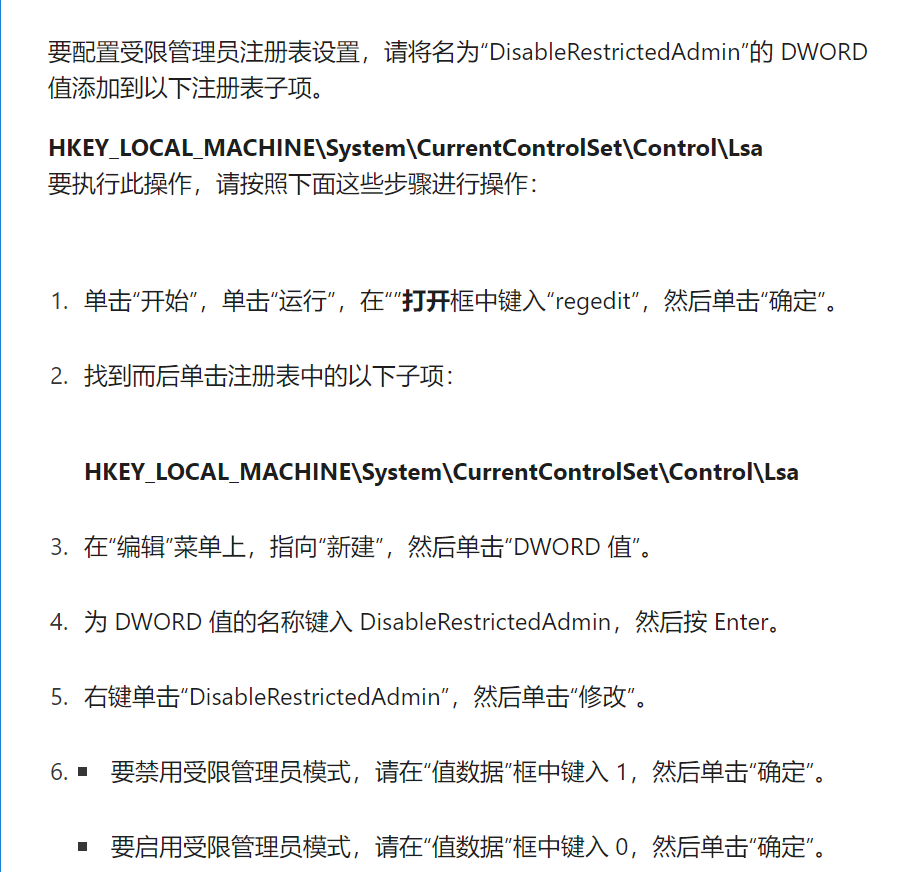 要配置受限管理员注册表设置，请将名为“DisableRestrictedAdmin”的 DWORD
值添加到以下注册表子项。
HKEY_LOCAL_MACHINE\System\CurrentControlSet\Control\Lsa
要执行此操作，请按照下面这些步骤进行操作：
1. 单击“开始”，单击“运行”，在“”打开框中键入“regedit”，然后单击“确定”。
2. 找到而后单击注册表中的以下子项：
HKEY_LOCAL_MACHINE\System\CurrentControlSet\Control\Lsa
3. 在“编辑”菜单上，指向“新建”，然后单击“DWORD 值”。
4. 为 DWORD 值的名称键入 DisableRestrictedAdmin，然后按 Enter。
5. 右键单击“DisableRestrictedAdmin”，然后单击“修改”。
6. ▪ 要禁用受限管理员模式，请在“值数据”框中键入 1，然后单击“确定”。
▪ 要启用受限管理员模式，请在“值数据”框中键入 0，然后单击“确定”。